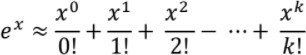 e^x ≈ x^0/0! + x^1/1! + x^2/2! − ⋯ + x^k/k!